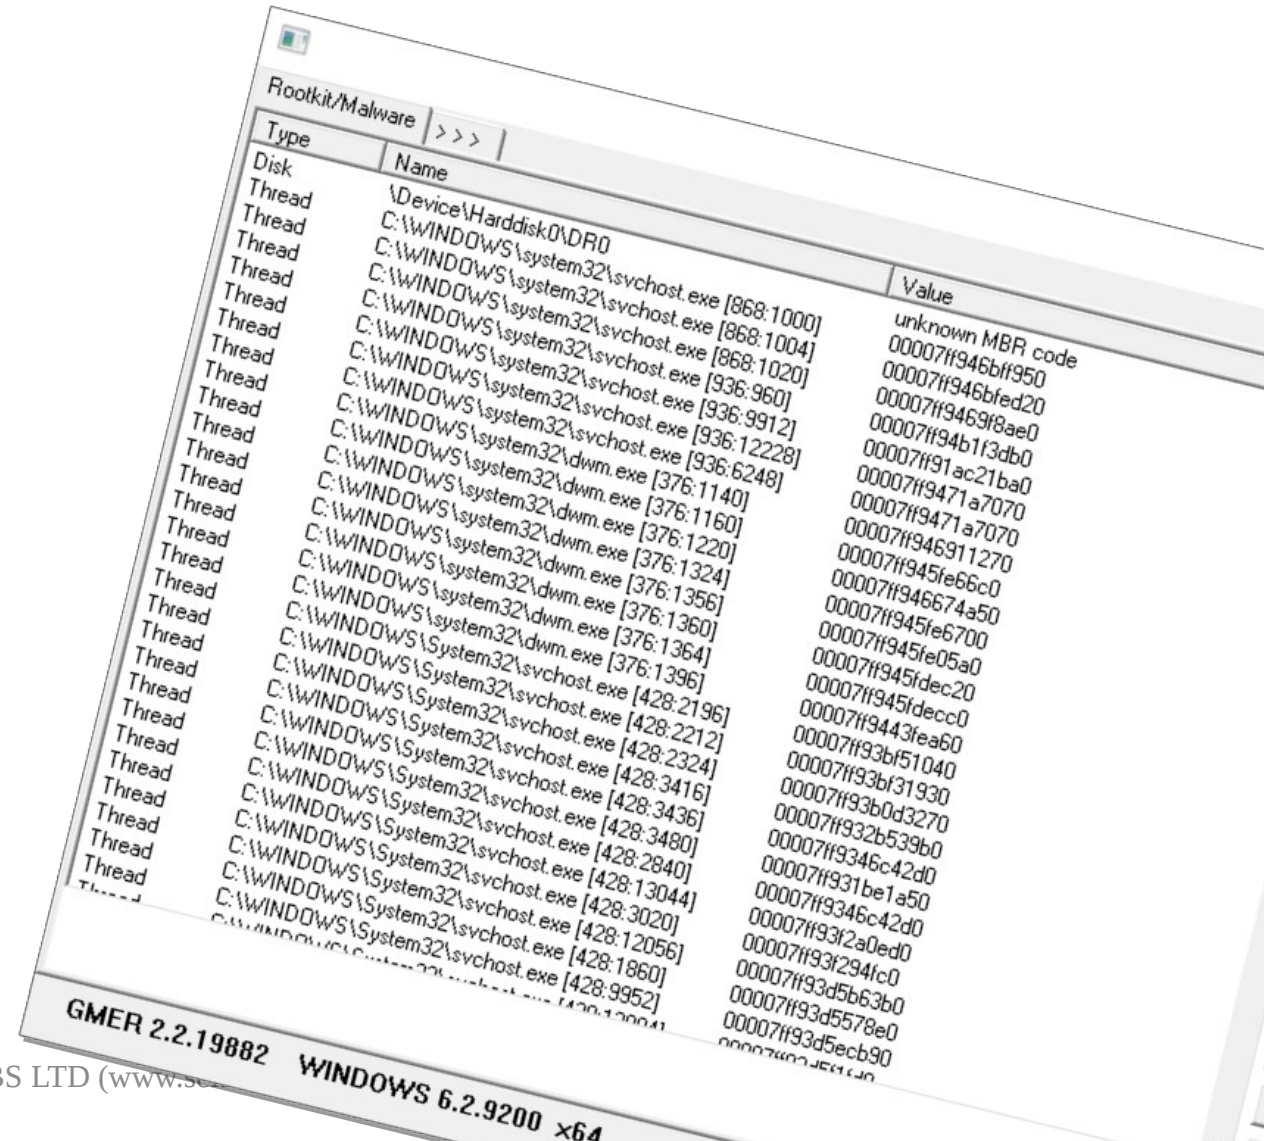 Rootkit/Malware >>>
Type Name Value
Disk \Device\Harddisk0\DR0 unknown MBR code
Thread C:\WINDOWS\system32\svchost.exe [868:1000] 00007ff946bff950
Thread C:\WINDOWS\system32\svchost.exe [868:1004] 00007ff946bfed20
Thread C:\WINDOWS\system32\svchost.exe [868:1020] 00007ff9469f8ae0
Thread C:\WINDOWS\system32\svchost.exe [936:960] 00007ff94b1f3db0
Thread C:\WINDOWS\system32\svchost.exe [936:9912] 00007ff91ac21ba0
Thread C:\WINDOWS\system32\svchost.exe [936:12228] 00007ff9471a7070
Thread C:\WINDOWS\system32\svchost.exe [936:6248] 00007ff9471a7070
Thread C:\WINDOWS\system32\dwm.exe [376:1140] 00007ff946911270
Thread C:\WINDOWS\system32\dwm.exe [376:1160] 00007ff945fe66c0
Thread C:\WINDOWS\system32\dwm.exe [376:1220] 00007ff946674a50
Thread C:\WINDOWS\system32\dwm.exe [376:1324] 00007ff945fe6700
Thread C:\WINDOWS\system32\dwm.exe [376:1356] 00007ff945fe05a0
Thread C:\WINDOWS\system32\dwm.exe [376:1360] 00007ff945fdec20
Thread C:\WINDOWS\system32\dwm.exe [376:1364] 00007ff945fdecc0
Thread C:\WINDOWS\system32\dwm.exe [376:1396] 00007ff9443fea60
Thread C:\WINDOWS\System32\svchost.exe [428:2196] 00007ff93bf51040
Thread C:\WINDOWS\System32\svchost.exe [428:2212] 00007ff93bf31930
Thread C:\WINDOWS\System32\svchost.exe [428:2324] 00007ff93b0d3270
Thread C:\WINDOWS\System32\svchost.exe [428:3416] 00007ff932b539b0
Thread C:\WINDOWS\System32\svchost.exe [428:3436] 00007ff9346c42d0
Thread C:\WINDOWS\System32\svchost.exe [428:3480] 00007ff931be1a50
Thread C:\WINDOWS\System32\svchost.exe [428:2840] 00007ff9346c42d0
Thread C:\WINDOWS\System32\svchost.exe [428:13044] 00007ff93f2a0ed0
Thread C:\WINDOWS\System32\svchost.exe [428:3020] 00007ff93f294fc0
Thread C:\WINDOWS\System32\svchost.exe [428:12056] 00007ff93d5b63b0
Thread C:\WINDOWS\System32\svchost.exe [428:1860] 00007ff93d5578e0
Thread C:\WINDOWS\System32\svchost.exe [428:9952] 00007ff93d5ecb90
GMER 2.2.19882 WINDOWS 6.2.9200 x64
LTD